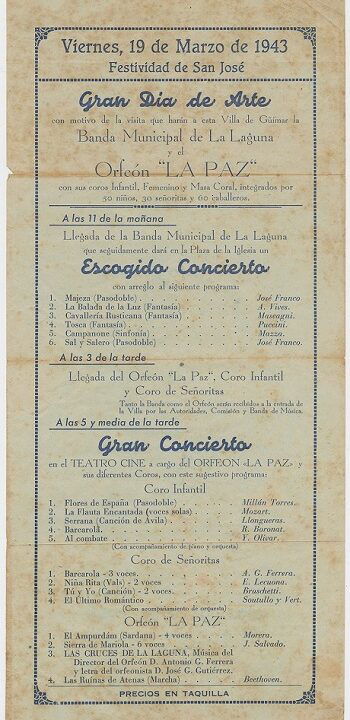 Viernes, 19 de Marzo de 1943
Festividad de San José
Gran Día de Arte
con motivo de la visita que harán a esta Villa de Güímar la
Banda Municipal de La Laguna
y el
Orfeón "LA PAZ"
con sus coros Infantil, Femenino y Masa Coral, integrados por
50 niños, 30 señoritas y 60 caballeros.
A las 11 de la mañana
Llegada de la Banda Municipal de La Laguna
que seguidamente dará en la Plaza de la Iglesia un
Escogido Concierto
con arreglo al siguiente programa:
1. Majeza (Pasodoble) . . . . . . José Franco
2. La Balada de la Luz (Fantasía) . . . . A. Vives.
3. Cavallería Rusticana (Fantasía) . . . . Mascagni.
4. Tosca (Fantasía) . . . . . . Puccini.
5. Campanone (Sinfonía) . . . . . Mozzo.
6. Sal y Salero (Pasodoble) . . . . . José Franco.
A las 3 de la tarde
Llegada del Orfeón "La Paz", Coro Infantil
y Coro de Señoritas
Tanto la Banda como el Orfeón serán recibidos a la entrada de
la Villa por las Autoridades, Comisión y Banda de Música.
A las 5 y media de la tarde
Gran Concierto
en el TEATRO CINE a cargo del ORFEON «LA PAZ» y
sus diferentes Coros, con este sugestivo programa:
Coro Infantil
1. Flores de España (Pasodoble) . . . . Millán Torres.
2. La Flauta Encantada (voces solas) . . . . Mozart.
3. Serrana (Canción de Avila) . . . . . Llongueras.
4. Barcarola. . . . . . . R. Boronat.
5. Al combate . . . . . . Y. Olivar.
(Con acompañamiento de piano y orquesta)
Coro de Señoritas
1. Barcarola - 3 voces. . . . . . A. G. Ferrera.
2. Niña Rita (Vals) - 2 voces . . . . . E. Lecuona.
3. Tú y Yo (Canción) - 2 voces . . . . Braschetti.
4. El Último Romántico . . . . . Soutullo y Vert.
(Con acompañamiento de orquesta)
Orfeón "LA PAZ"
1. El Ampurdám (Sardana) - 4 voces . . . . Morera.
2. Sierra de Mariola - 6 voces . . . . . J. Salvado.
3. LAS CRUCES DE LA LAGUNA, Música del
Director del Orfeón D. Antonio G. Ferrera
y letra del orfeonista D. José G. Gutiérrez.
4. Las Ruinas de Atenas (Marcha) . . . . Beethoven.
PRECIOS EN TAQUILLA